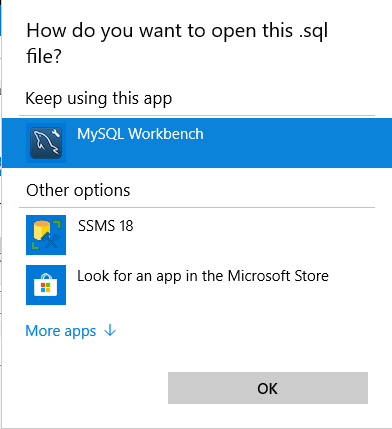 How do you want to open this .sql
file?
Keep using this app
MySQL Workbench
Other options
SSMS 18
Look for an app in the Microsoft Store
More apps ↓
OK